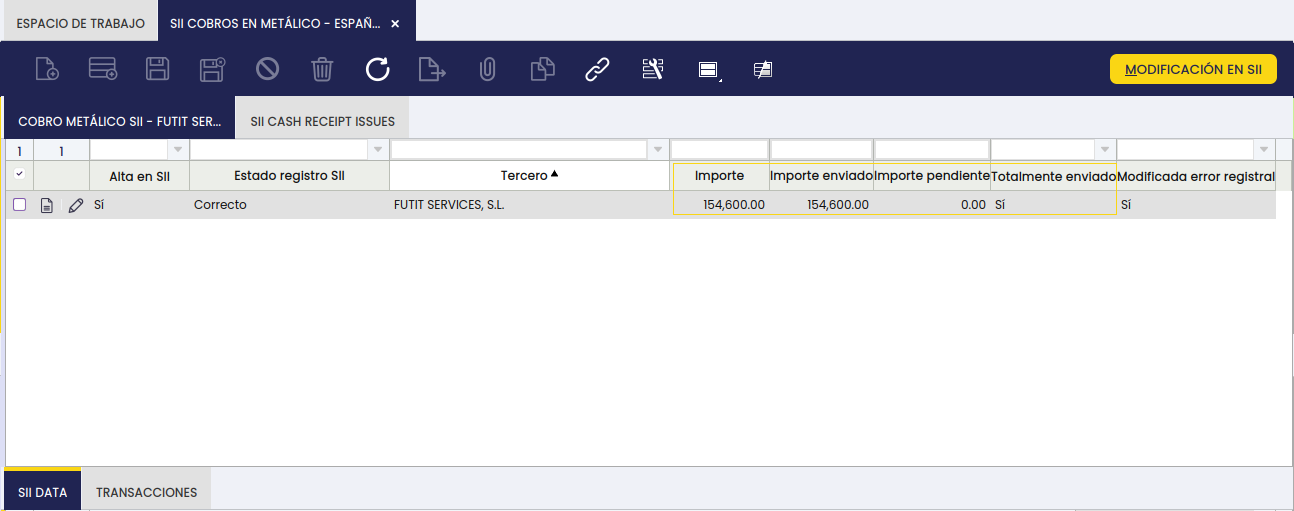 ESPACIO DE TRABAJO SII COBROS EN METÁLICO - ESPAÑ...
MODIFICACIÓN EN SII
COBRO METÁLICO SII - FUTIT SER... SII CASH RECEIPT ISSUES
1 1
Alta en SII Estado registro SII Tercero Importe Importe enviado Importe pendiente Totalmente enviado Modificada error registral
Sí Correcto FUTIT SERVICES, S.L. 154,600.00 154,600.00 0.00 Sí Sí
SII DATA TRANSACCIONES